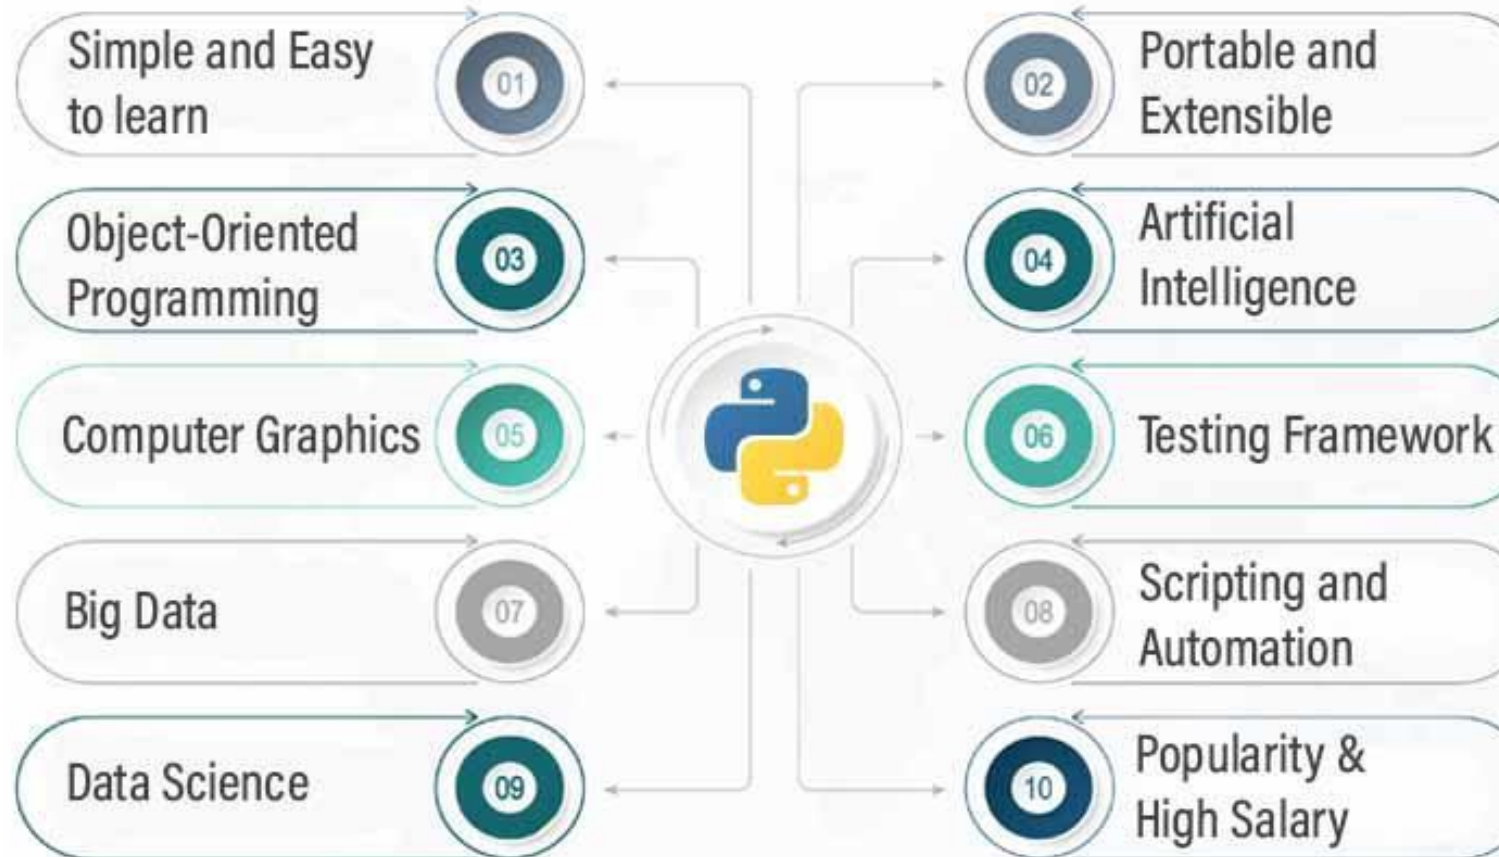 01
Simple and Easy
to learn
02
Portable and
Extensible
03
Object-Oriented
Programming
04
Artificial
Intelligence
05
Computer Graphics
06
Testing Framework
07
Big Data
08
Scripting and
Automation
09
Data Science
10
Popularity &
High Salary